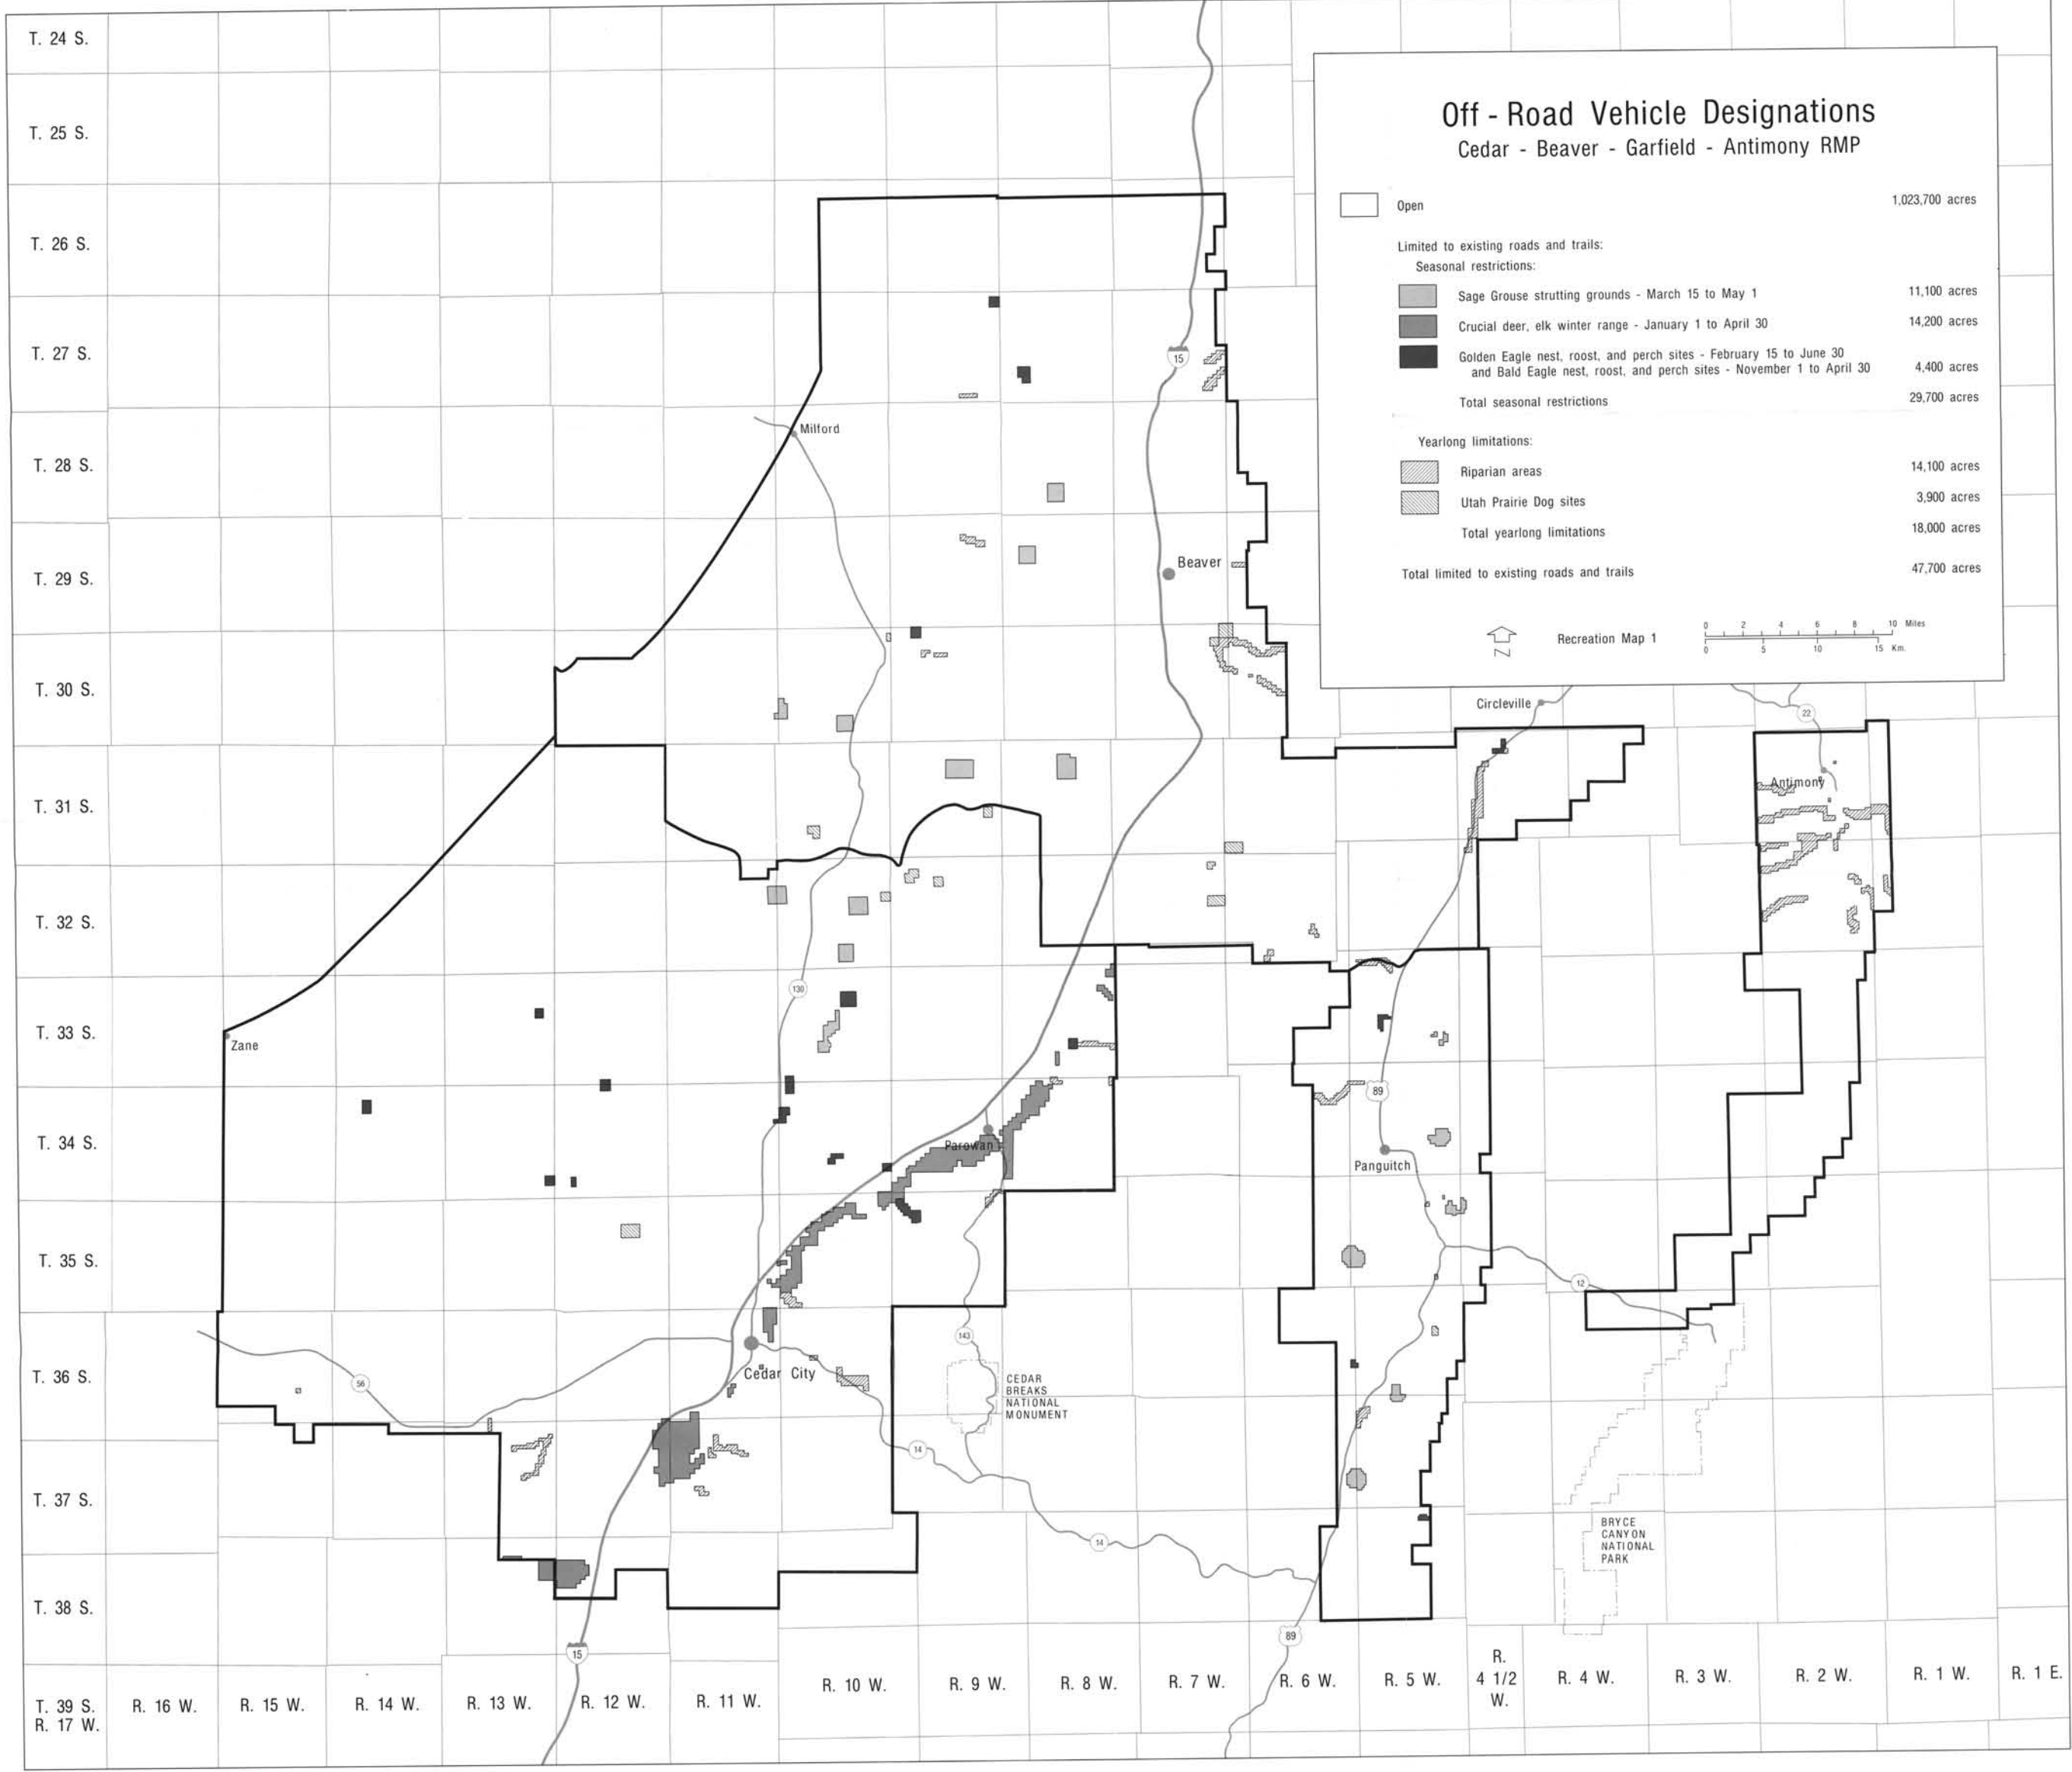 Off - Road Vehicle Designations
Cedar - Beaver - Garfield - Antimony RMP
Open 1,023,700 acres
Limited to existing roads and trails:
Seasonal restrictions:
Sage Grouse strutting grounds - March 15 to May 1 11,100 acres
Crucial deer, elk winter range - January 1 to April 30 14,200 acres
Golden Eagle nest, roost, and perch sites - February 15 to June 30
and Bald Eagle nest, roost, and perch sites - November 1 to April 30 4,400 acres
Total seasonal restrictions 29,700 acres
Yearlong limitations:
Riparian areas 14,100 acres
Utah Prairie Dog sites 3,900 acres
Total yearlong limitations 18,000 acres
Total limited to existing roads and trails 47,700 acres
N
Recreation Map 1
0 2 4 6 8 10 Miles
0 5 10 15 Km.
T. 24 S.
T. 25 S.
T. 26 S.
T. 27 S.
15
T. 28 S.
Milford
T. 29 S.
Beaver
T. 30 S.
Circleville
22
T. 31 S.
Antimony
T. 32 S.
130
T. 33 S.
Zane
89
T. 34 S.
Parowan
Panguitch
T. 35 S.
12
143
T. 36 S.
56
Cedar City
CEDAR
BREAKS
NATIONAL
MONUMENT
14
T. 37 S.
14
BRYCE
CANYON
NATIONAL
PARK
T. 38 S.
15
89
T. 39 S.
R. 17 W.
R. 16 W.
R. 15 W.
R. 14 W.
R. 13 W.
R. 12 W.
R. 11 W.
R. 10 W.
R. 9 W.
R. 8 W.
R. 7 W.
R. 6 W.
R. 5 W.
R.
4 1/2
W.
R. 4 W.
R. 3 W.
R. 2 W.
R. 1 W.
R. 1 E.